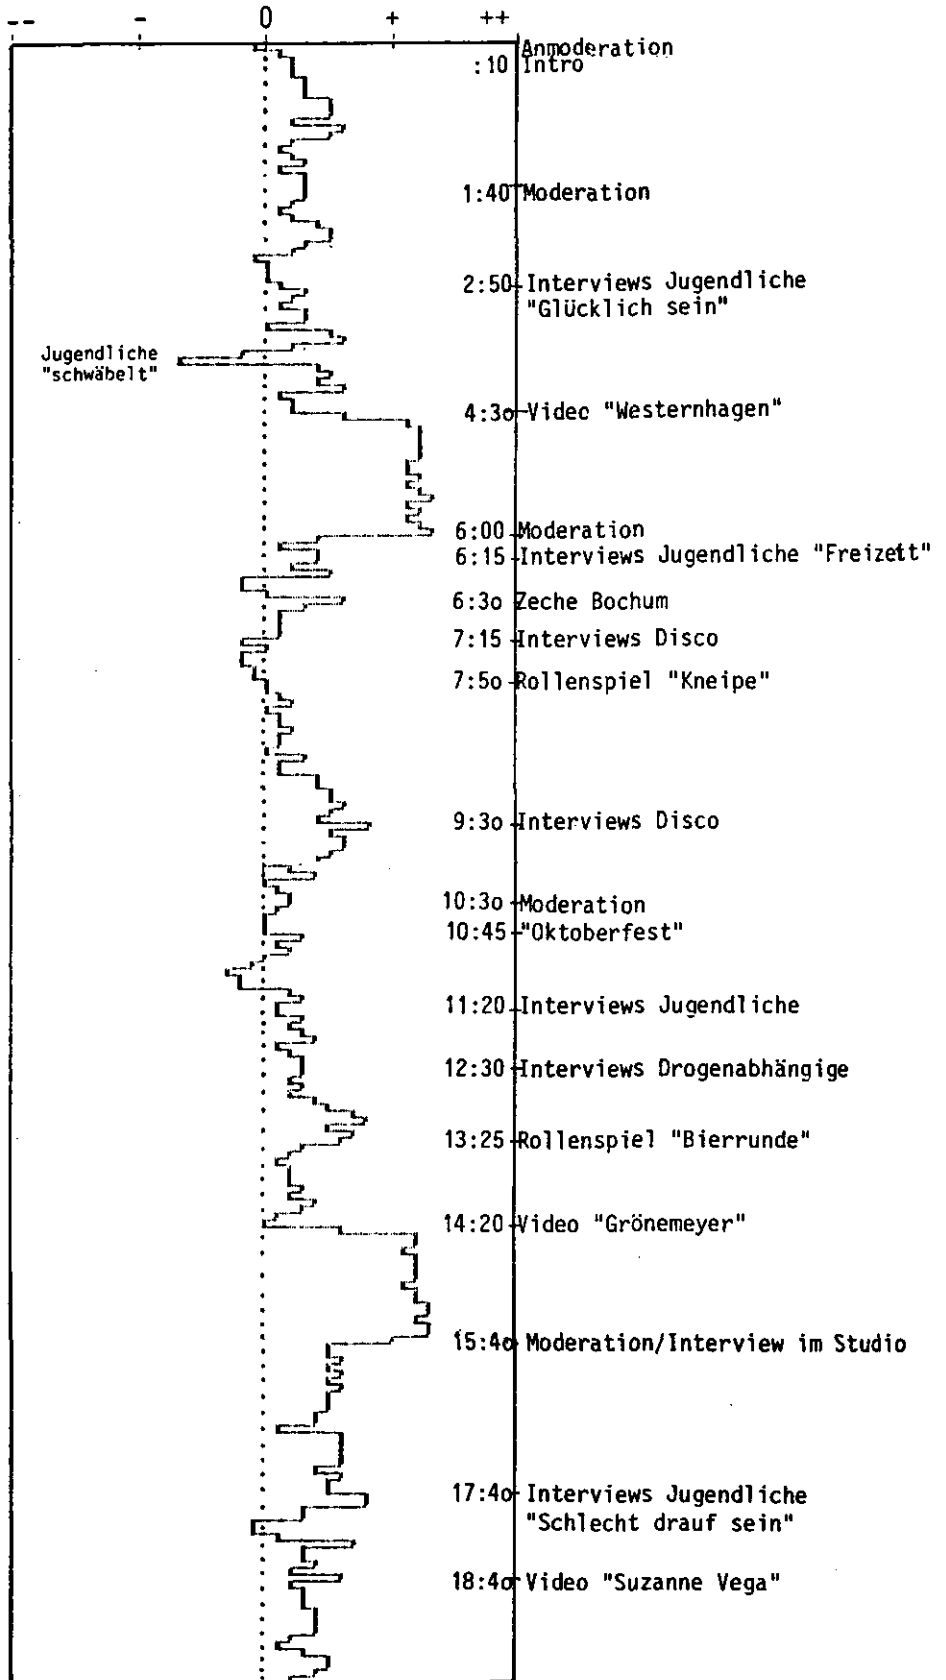 -- - 0 + ++
Anmoderation
:10 Intro
1:40 Moderation
2:50 Interviews Jugendliche
"Glücklich sein"
Jugendliche
"schwäbelt"
4:3o Video "Westernhagen"
6:00 Moderation
6:15 Interviews Jugendliche "Freizett"
6:3o Zeche Bochum
7:15 Interviews Disco
7:5o Rollenspiel "Kneipe"
9:3o Interviews Disco
10:3o Moderation
10:45 "Oktoberfest"
11:20 Interviews Jugendliche
12:30 Interviews Drogenabhängige
13:25 Rollenspiel "Bierrunde"
14:20 Video "Grönemeyer"
15:4o Moderation/Interview im Studio
17:4o Interviews Jugendliche
"Schlecht drauf sein"
18:4o Video "Suzanne Vega"